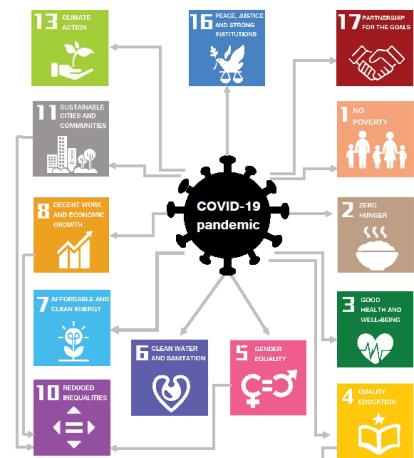 13 CLIMATE
ACTION
16 PEACE, JUSTICE
AND STRONG
INSTITUTIONS
17 PARTNERSHIP
FOR THE GOALS
11 SUSTAINABLE
CITIES AND
COMMUNITIES
1 NO
POVERTY
COVID-19
pandemic
8 DECENT WORK
AND ECONOMIC
GROWTH
2 ZERO
HUNGER
7 AFFORDABLE AND
CLEAN ENERGY
3 GOOD
HEALTH AND
WELL-BEING
6 CLEAN WATER
AND SANITATION
5 GENDER
EQUALITY
10 REDUCED
INEQUALITIES
4 QUALITY
EDUCATION